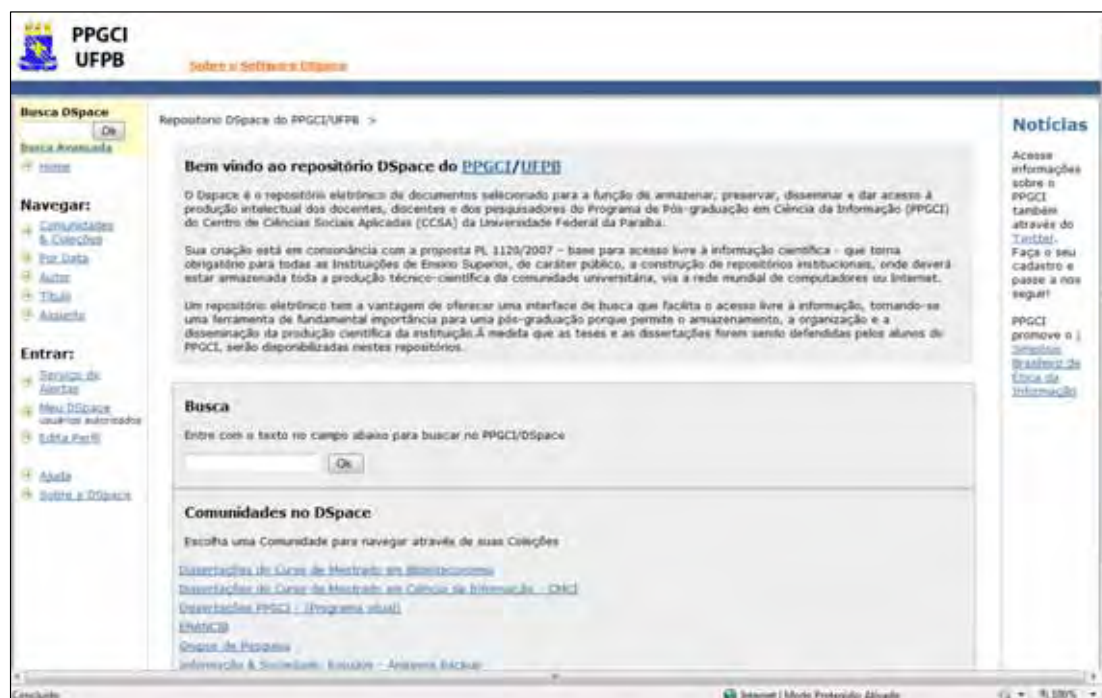 PPGCI
UFPB
Sobre o Software DSpace
Busca DSpace
Ok
Busca Avançada
Home
Navegar:
Comunidades
& Coleções
Por Data
Autor
Título
Assunto
Entrar:
Serviço de
Alertas
Meu DSpace
usuários autorizados
Edita Perfil
Ajuda
Sobre o DSpace
Repositorio DSpace do PPGCI/UFPB >
Bem vindo ao repositório DSpace do PPGCI/UFPB
O Dspace é o repositório eletrônico de documentos selecionado para a função de armazenar, preservar, disseminar e dar acesso à
produção intelectual dos docentes, discentes e dos pesquisadores do Programa de Pós-graduação em Ciência da Informação (PPGCI)
do Centro de Ciências Sociais Aplicadas (CCSA) da Universidade Federal da Paraíba.
Sua criação está em consonância com a proposta PL 1120/2007 - base para acesso livre à informação científica - que torna
obrigatório para todas as Instituições de Ensino Superior, de caráter público, a construção de repositórios institucionais, onde deverá
estar armazenada toda a produção técnico-científica da comunidade universitária, via a rede mundial de computadores ou Internet.
Um repositório eletrônico tem a vantagem de oferecer uma interface de busca que facilita o acesso livre à informação, tornando-se
uma ferramenta de fundamental importância para uma pós-graduação porque permite o armazenamento, a organização e a
disseminação da produção científica da instituição.À medida que as teses e as dissertações forem sendo defendidas pelos alunos do
PPGCI, serão disponibilizadas nestes repositórios.
Busca
Entre com o texto no campo abaixo para buscar no PPGCI/DSpace
Ok
Comunidades no DSpace
Escolha uma Comunidade para navegar através de suas Coleções
Dissertações do Curso de Mestrado em Biblioteconomia
Dissertações do Curso de Mestrado em Ciência da Informação - CMCI
Dissertações PPGCI - (Programa atual)
ENANCIB
Grupos de Pesquisa
Informação & Sociedade: Estudos - Arquivos Backup
Notícias
Acesse
informações
sobre o
PPGCI
também
através do
Twitter.
Faça o seu
cadastro e
passe a nos
seguir!
PPGCI
promove o I
Simpósio
Brasileiro de
Ética da
Informação
Concluído
Internet | Modo Protegido: Ativado
100%